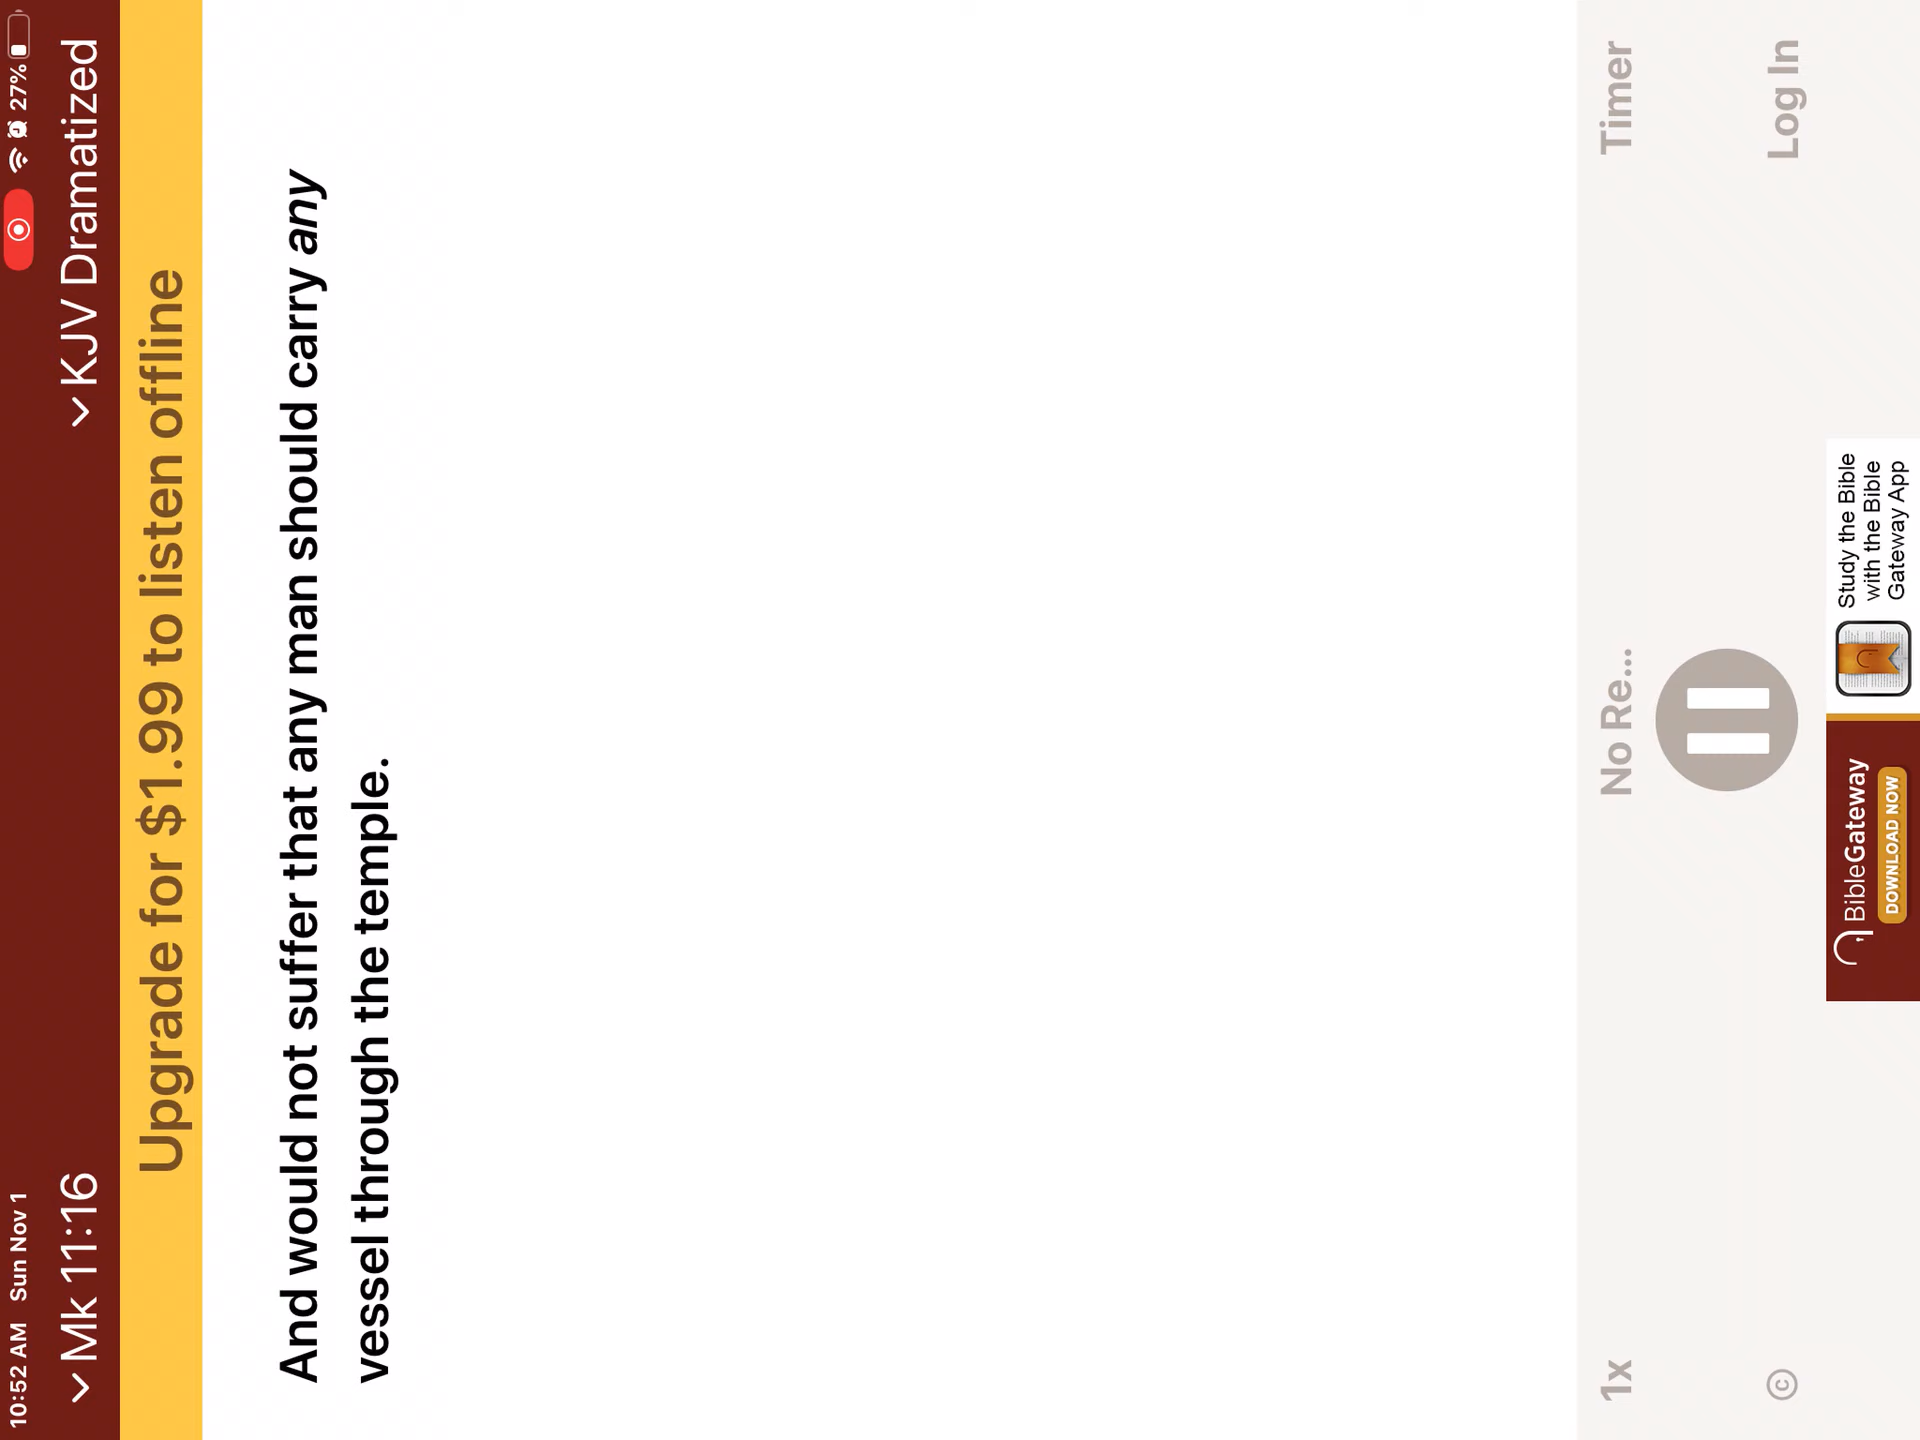 10:52 AM Sun Nov 1
27%
Mk 11:16
KJV Dramatized
Upgrade for $1.99 to listen offline
And would not suffer that any man should carry any
vessel through the temple.
1x
No Re...
Timer
©
Log In
BibleGateway
DOWNLOAD NOW
Study the Bible
with the Bible
Gateway App